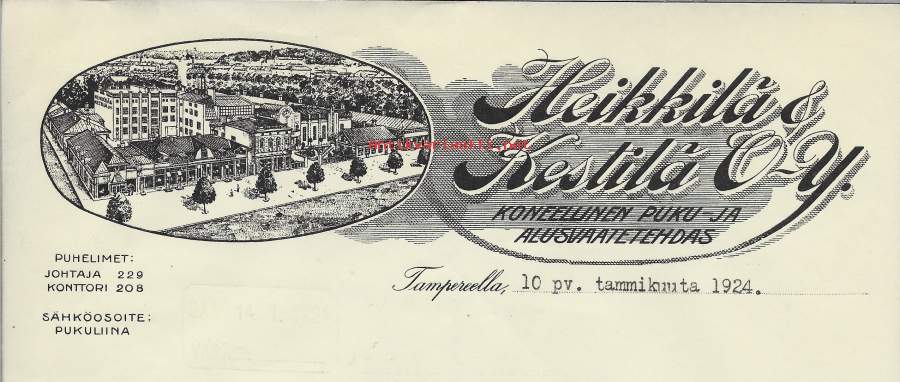 Heikkilä &
Kestilä O-Y.
KONEELLINEN PUKU-JA
ALUSVAATETEHDAS
PUHELIMET:
JOHTAJA 229
KONTTORI 208
SÄHKÖOSOITE:
PUKULIINA
Tampereella, 10 pv. tammikuuta 1924.